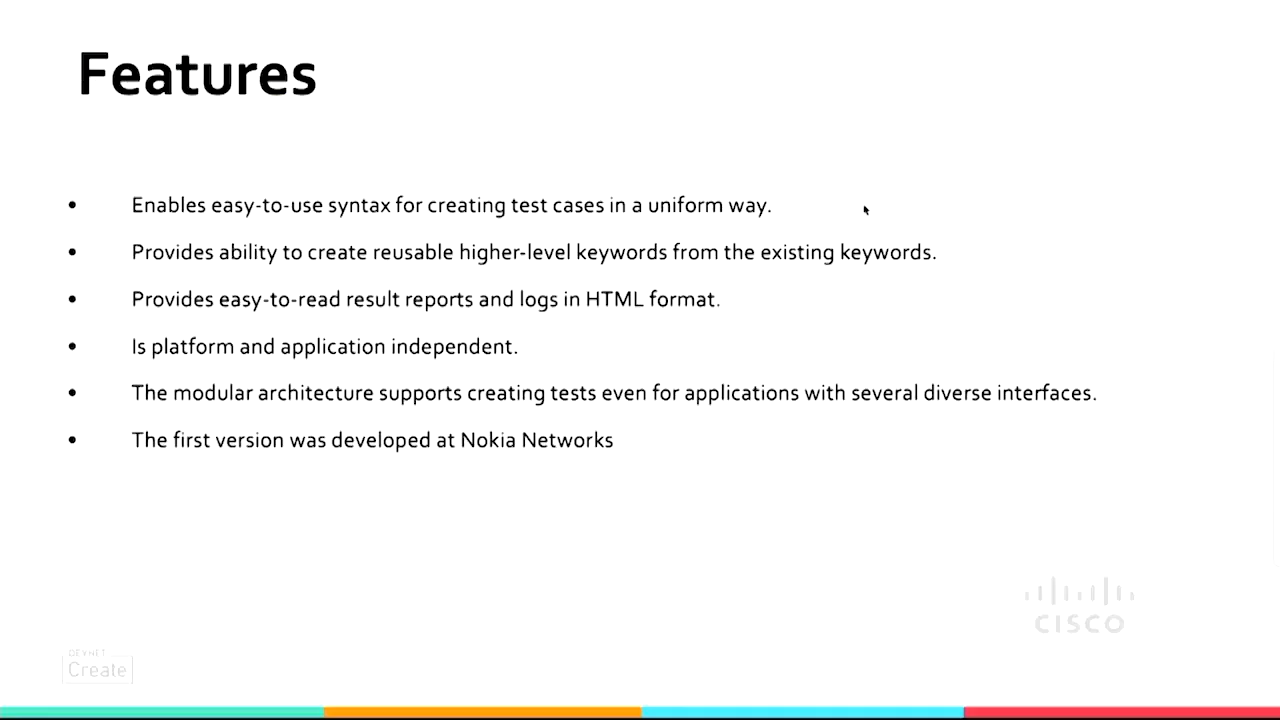 Features
• Enables easy-to-use syntax for creating test cases in a uniform way.
• Provides ability to create reusable higher-level keywords from the existing keywords.
• Provides easy-to-read result reports and logs in HTML format.
• Is platform and application independent.
• The modular architecture supports creating tests even for applications with several diverse interfaces.
• The first version was developed at Nokia Networks
CISCO
DEVNET
Create